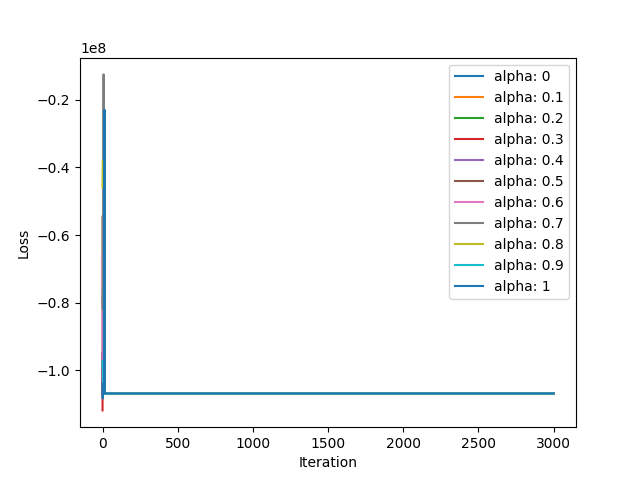 1e8
−0.2
−0.4
−0.6
−0.8
−1.0
Loss
0
500
1000
1500
2000
2500
3000
Iteration
alpha: 0
alpha: 0.1
alpha: 0.2
alpha: 0.3
alpha: 0.4
alpha: 0.5
alpha: 0.6
alpha: 0.7
alpha: 0.8
alpha: 0.9
alpha: 1